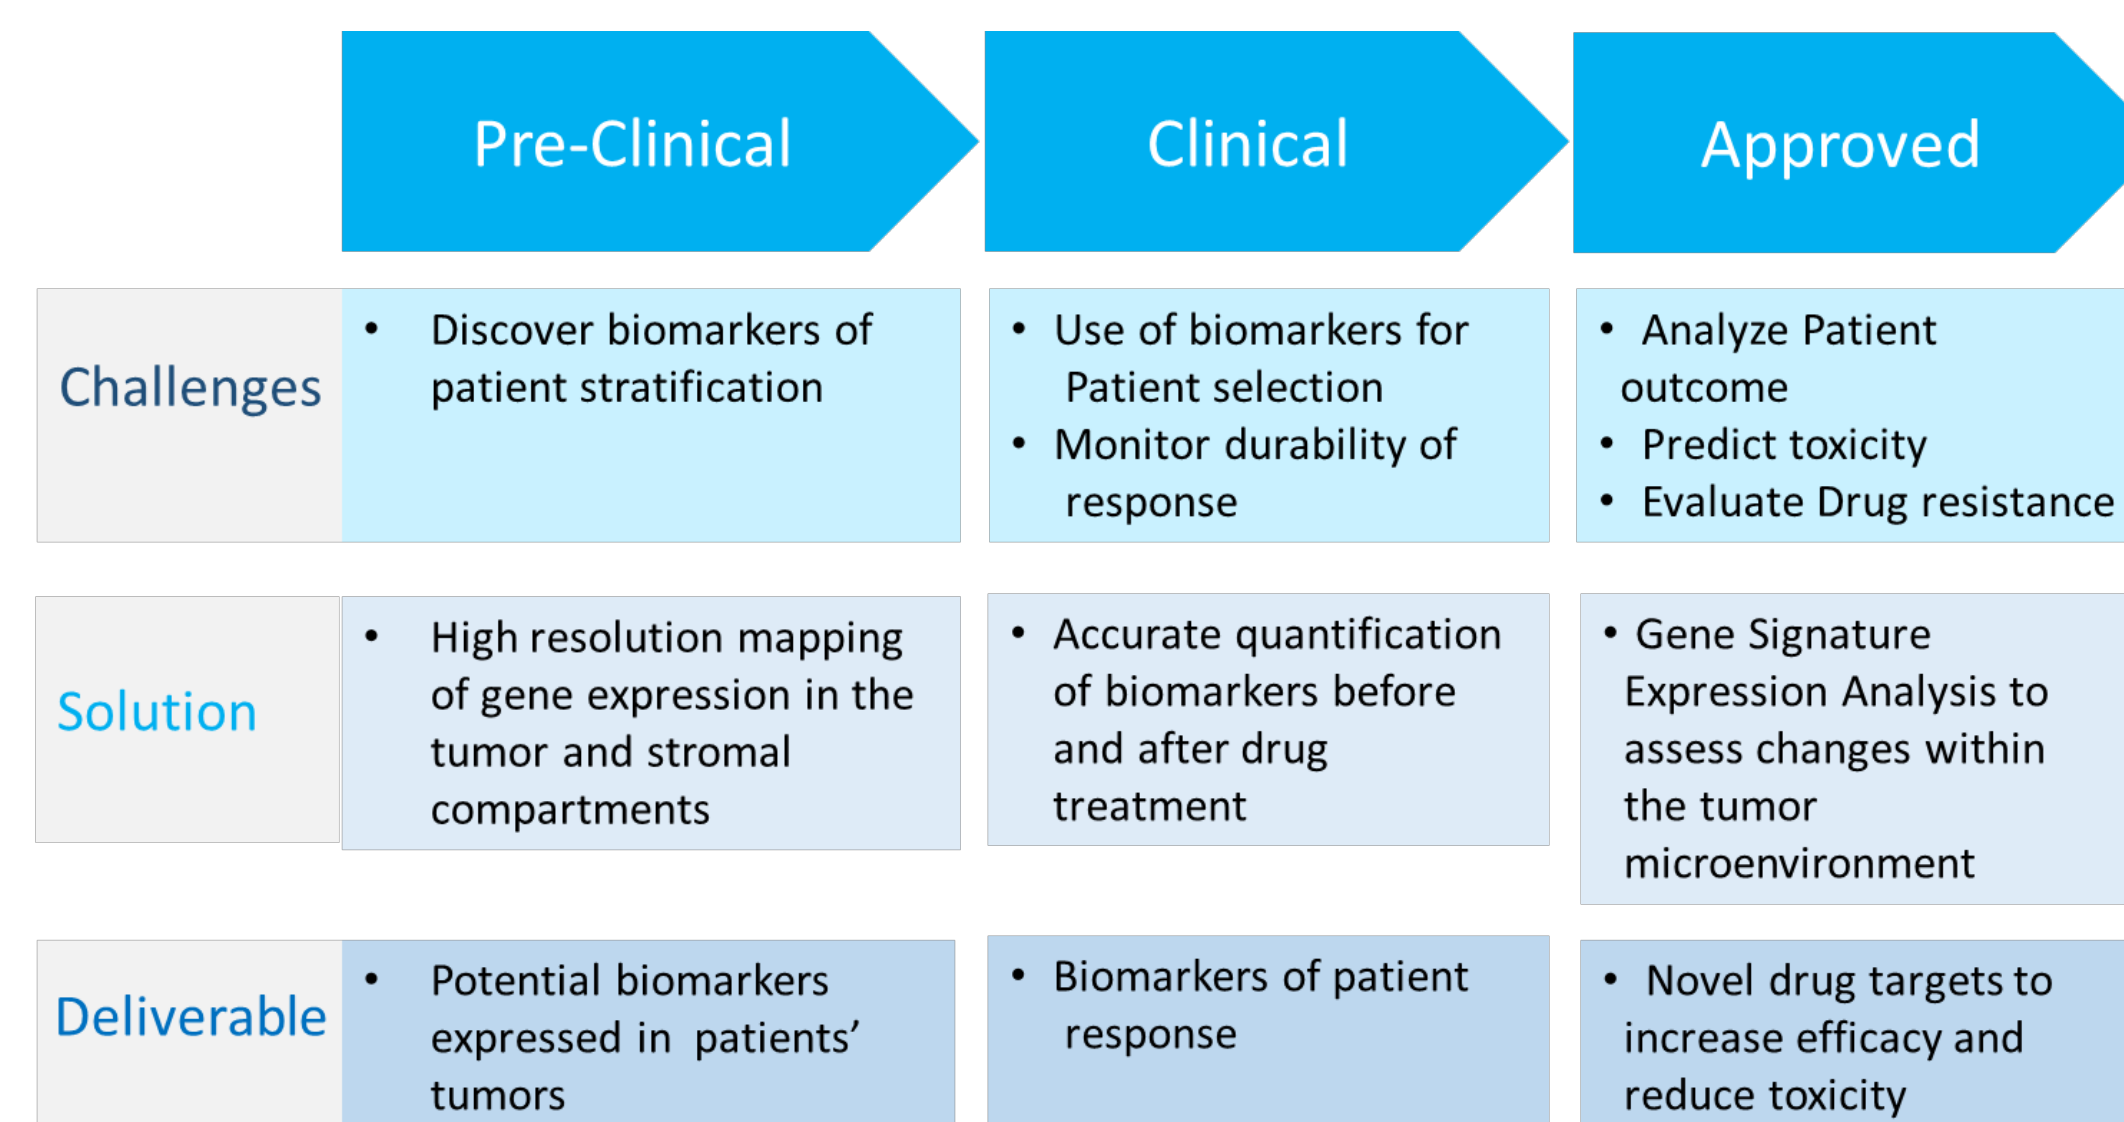 Pre-Clinical
Clinical
Approved
Challenges
• Discover biomarkers of
patient stratification
• Use of biomarkers for
Patient selection
• Monitor durability of
response
• Analyze Patient
outcome
• Predict toxicity
• Evaluate Drug resistance
Solution
• High resolution mapping
of gene expression in the
tumor and stromal
compartments
• Accurate quantification
of biomarkers before
and after drug
treatment
• Gene Signature
Expression Analysis to
assess changes within
the tumor
microenvironment
Deliverable
• Potential biomarkers
expressed in patients’
tumors
• Biomarkers of patient
response
• Novel drug targets to
increase efficacy and
reduce toxicity